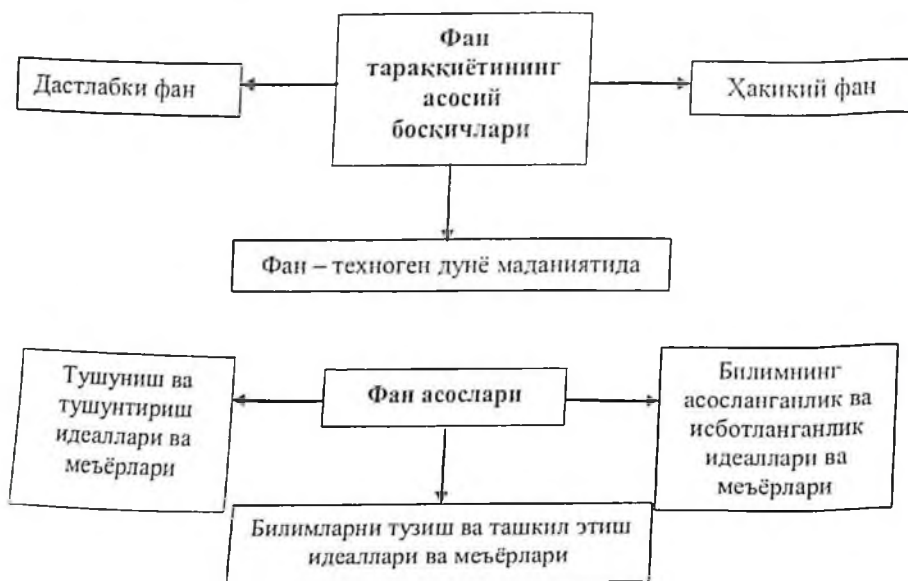 Фан
тараққиётининг
асосий
босқичлари
Дастлабки фан
Ҳакикий фан
Фан – техноген дунё маданиятида
Тушуниш ва
тушунтириш
идеаллари ва
меъёрлари
Фан асослари
Билимнинг
асосланганлик ва
исботланганлик
идеаллари ва
меъёрлари
Билимларни тузиш ва ташкил этиш
идеаллари ва меъёрлари